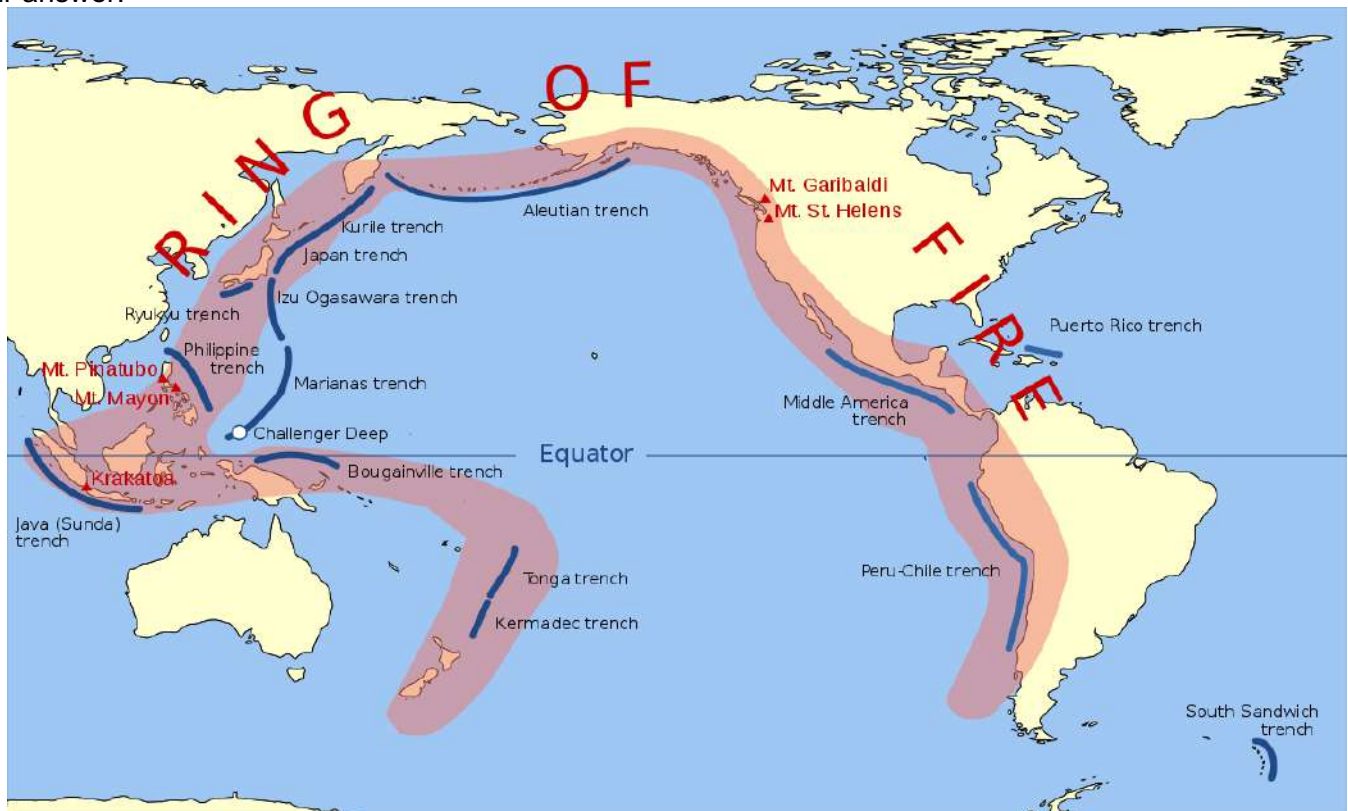 RING OF FIRE
Mt. Garibaldi
Mt. St. Helens
Aleutian trench
Kurile trench
Japan trench
Izu Ogasawara trench
Ryukyu trench
Puerto Rico trench
Philippine
trench
Mt. Pinatubo
Mt. Mayon
Marianas trench
Middle America
trench
Challenger Deep
Equator
Bougainville trench
Krakatoa
Java (Sunda)
trench
Tonga trench
Peru-Chile trench
Kermadec trench
South Sandwich
trench